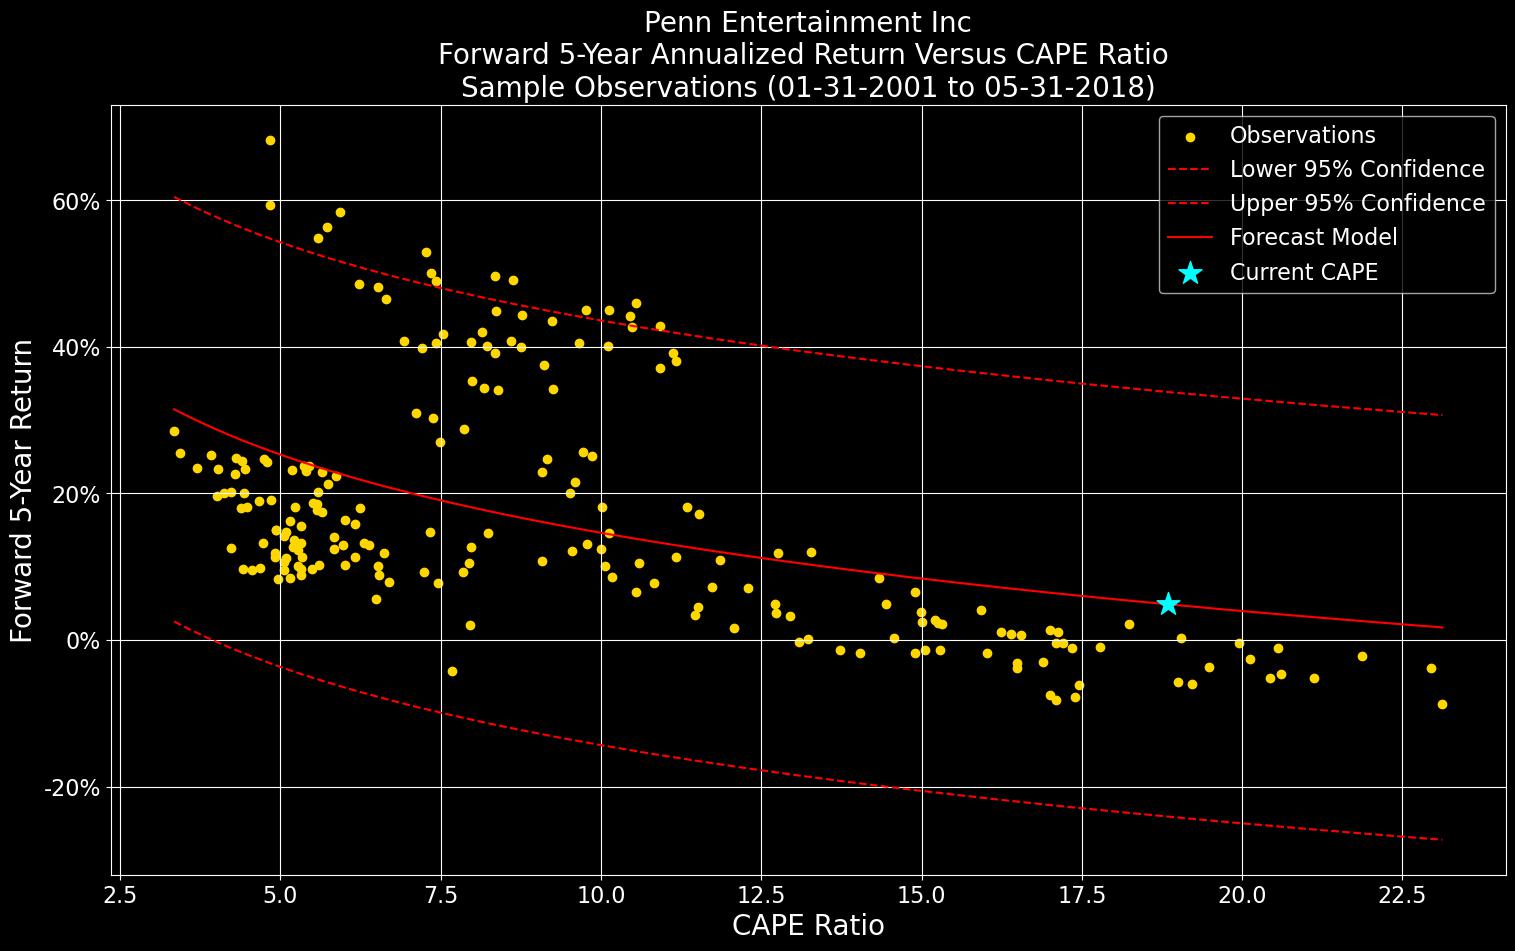 Penn Entertainment Inc
Forward 5-Year Annualized Return Versus CAPE Ratio
Sample Observations (01-31-2001 to 05-31-2018)
Observations
Lower 95% Confidence
Upper 95% Confidence
Forecast Model
Current CAPE
Forward 5-Year Return
60%
40%
20%
0%
-20%
2.5 5.0 7.5 10.0 12.5 15.0 17.5 20.0 22.5
CAPE Ratio